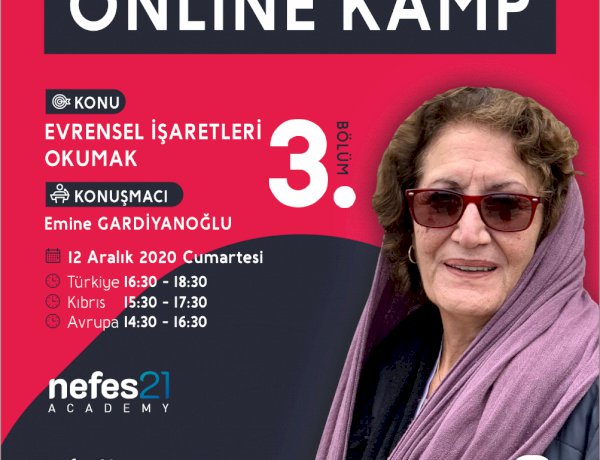 ONLINE KAMP
KONU
EVRENSEL İŞARETLERİ
OKUMAK
3.
BÖLÜM
KONUŞMACI
Emine GARDİYANOĞLU
12 Aralık 2020 Cumartesi
Türkiye 16:30 - 18:30
Kıbrıs 15:30 - 17:30
Avrupa 14:30 - 16:30
nefes21
ACADEMY